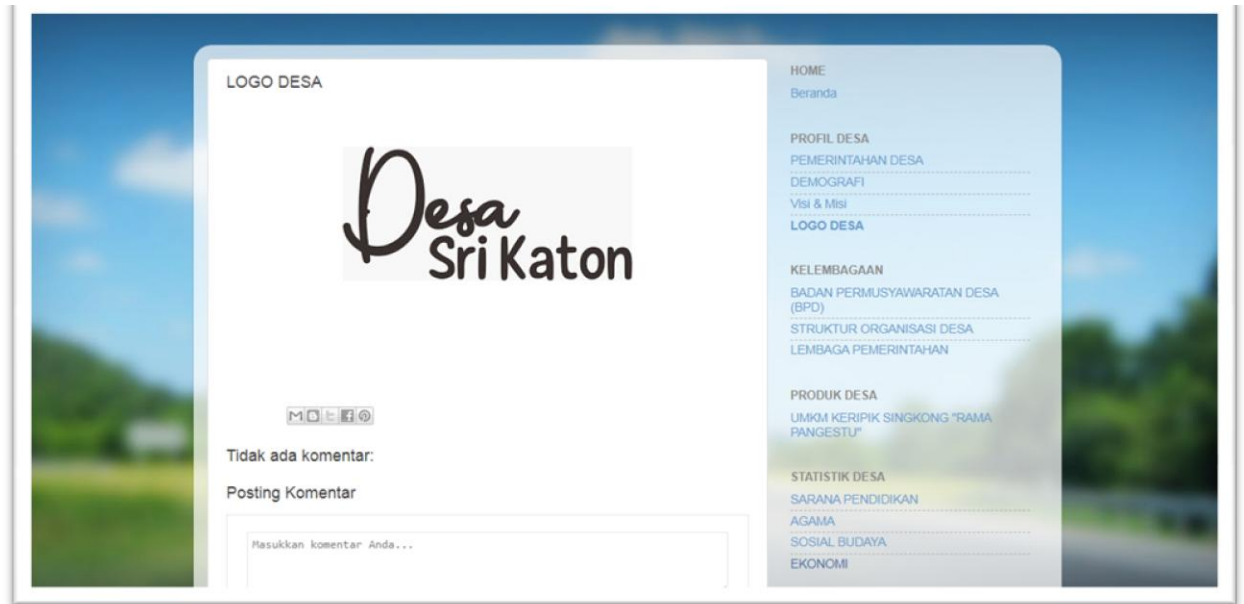 LOGO DESA
Desa
Sri Katon
Tidak ada komentar:
Posting Komentar
Masukkan komentar Anda...
HOME
Beranda
PROFIL DESA
PEMERINTAHAN DESA
DEMOGRAFI
Visi & Misi
LOGO DESA
KELEMBAGAAN
BADAN PERMUSYAWARATAN DESA
(BPD)
STRUKTUR ORGANISASI DESA
LEMBAGA PEMERINTAHAN
PRODUK DESA
UMKM KERIPIK SINGKONG "RAMA
PANGESTU"
STATISTIK DESA
SARANA PENDIDIKAN
AGAMA
SOSIAL BUDAYA
EKONOMI